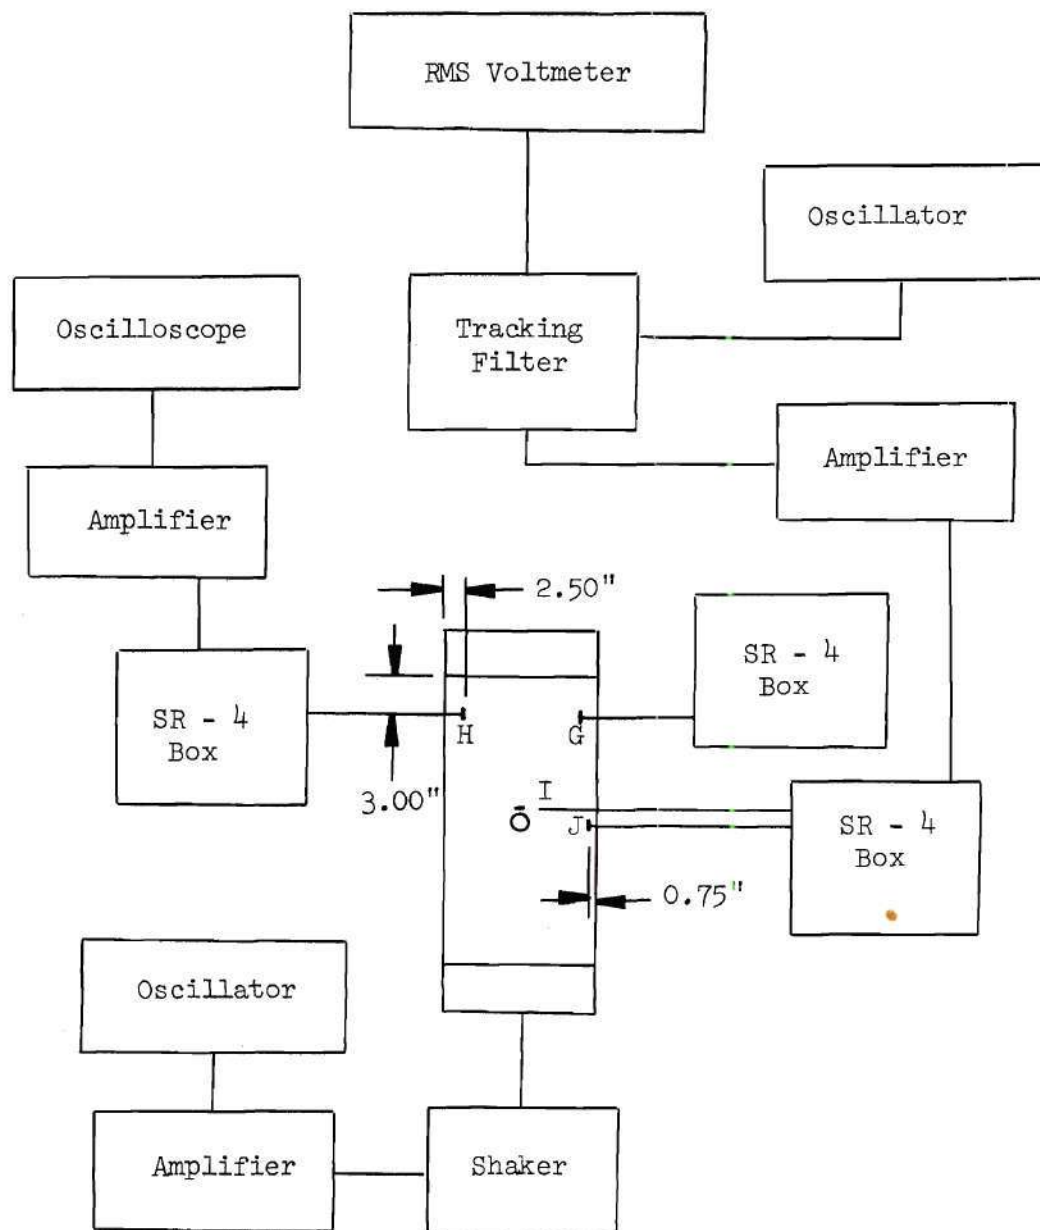 RMS Voltmeter
Oscillator
Oscilloscope
Tracking
Filter
Amplifier
Amplifier
2.50"
SR - 4
Box
SR - 4
Box
H
G
3.00"
I
J
SR - 4
Box
0.75"
Oscillator
Amplifier
Shaker